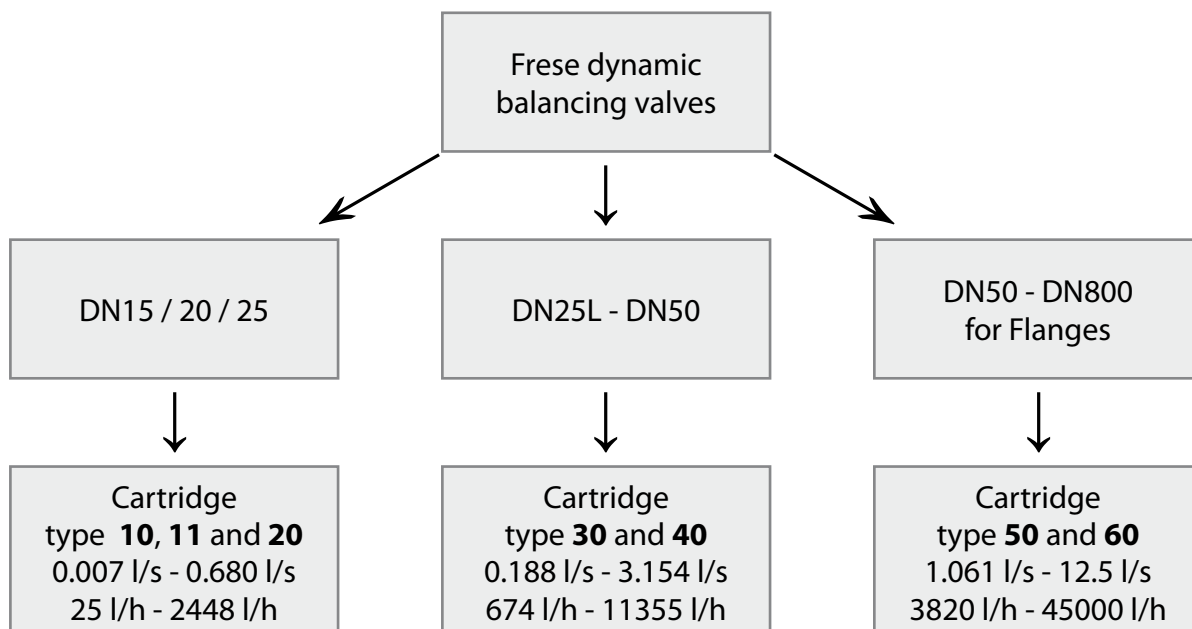 Frese dynamic
balancing valves
DN15 / 20 / 25
DN25L - DN50
DN50 - DN800
for Flanges
Cartridge
type 10, 11 and 20
0.007 l/s - 0.680 l/s
25 l/h - 2448 l/h
Cartridge
type 30 and 40
0.188 l/s - 3.154 l/s
674 l/h - 11355 l/h
Cartridge
type 50 and 60
1.061 l/s - 12.5 l/s
3820 l/h - 45000 l/h